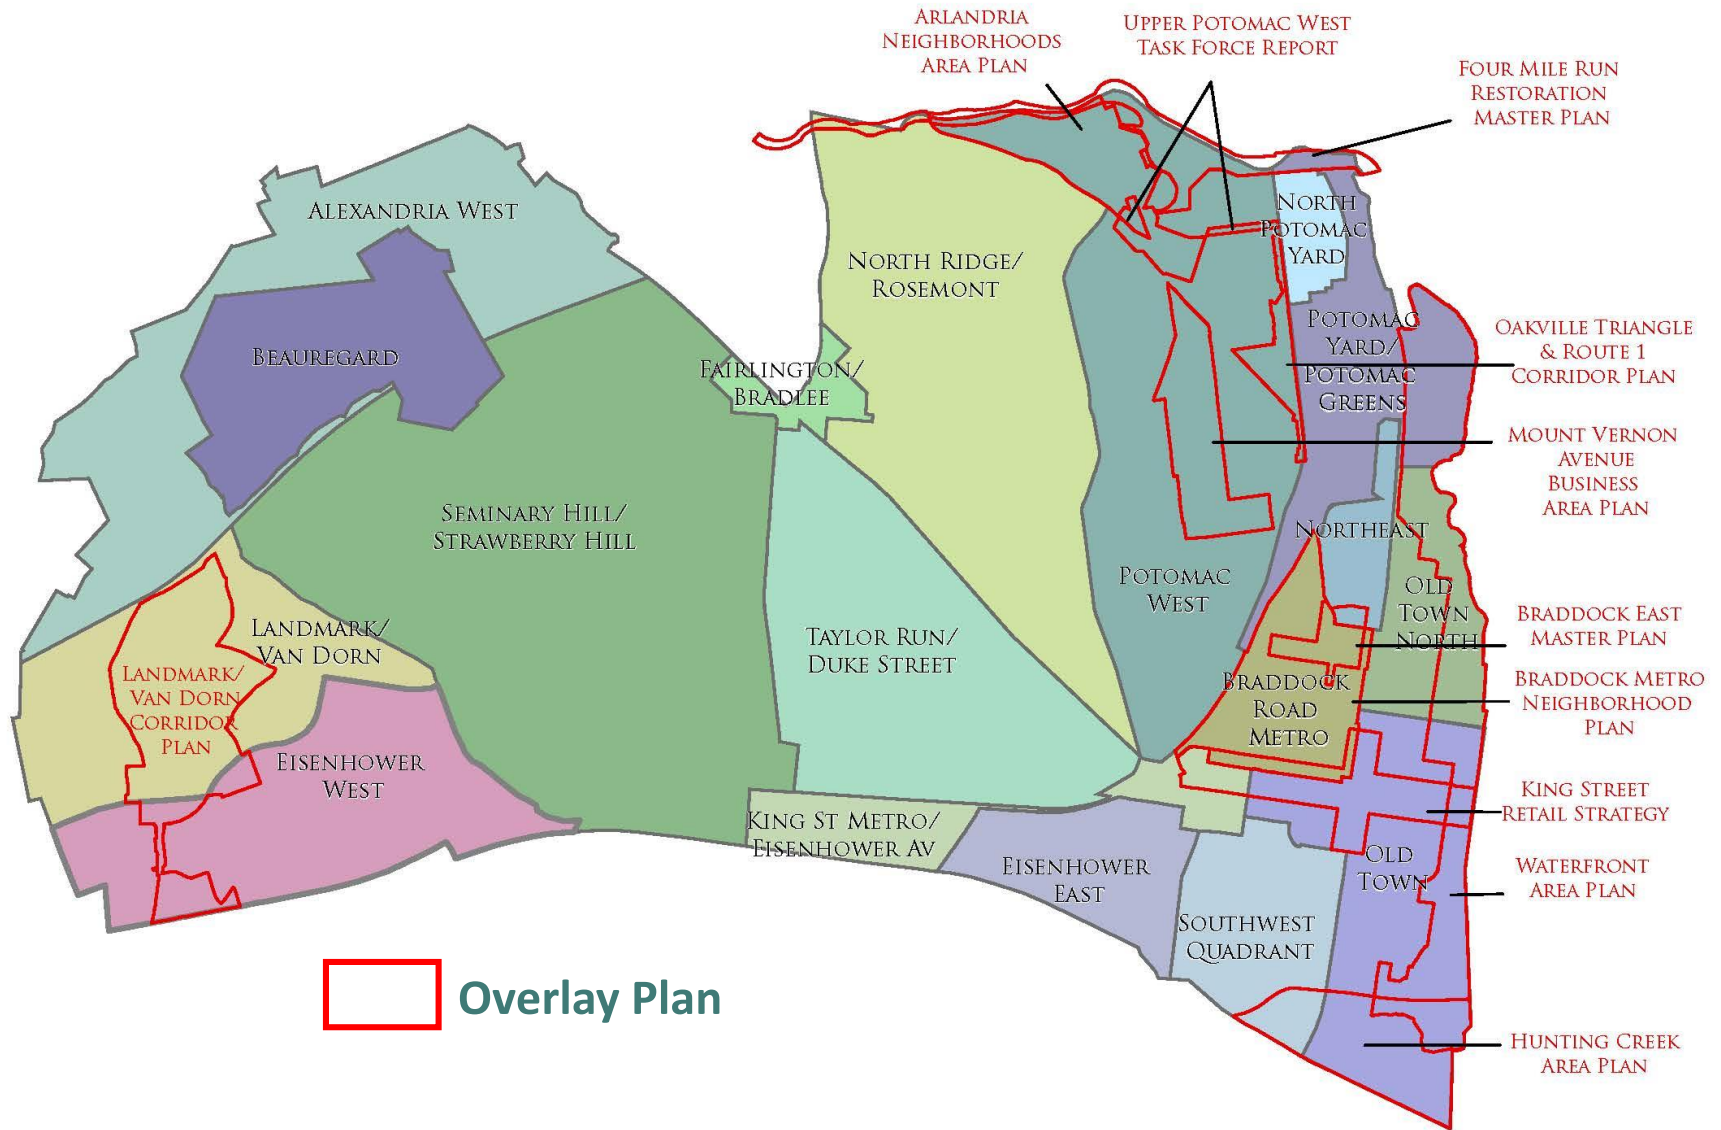 ARLANDRIA
NEIGHBORHOODS
AREA PLAN
UPPER POTOMAC WEST
TASK FORCE REPORT
FOUR MILE RUN
RESTORATION
MASTER PLAN
ALEXANDRIA WEST
NORTH
POTOMAC
YARD
NORTH RIDGE/
ROSEMONT
BEAUREGARD
FAIRLINGTON/
BRADLEE
POTOMAC
YARD/
POTOMAC
GREENS
OAKVILLE TRIANGLE
& ROUTE 1
CORRIDOR PLAN
MOUNT VERNON
AVENUE
BUSINESS
AREA PLAN
SEMINARY HILL/
STRAWBERRY HILL
NORTHEAST
POTOMAC
WEST
OLD
TOWN
NORTH
BRADDOCK EAST
MASTER PLAN
LANDMARK/
VAN DORN
TAYLOR RUN/
DUKE STREET
LANDMARK/
VAN DORN
CORRIDOR
PLAN
BRADDOCK
ROAD
METRO
BRADDOCK METRO
NEIGHBORHOOD
PLAN
EISENHOWER
WEST
KING STREET
RETAIL STRATEGY
KING ST METRO/
EISENHOWER AV
EISENHOWER
EAST
OLD
TOWN
WATERFRONT
AREA PLAN
SOUTHWEST
QUADRANT
Overlay Plan
HUNTING CREEK
AREA PLAN